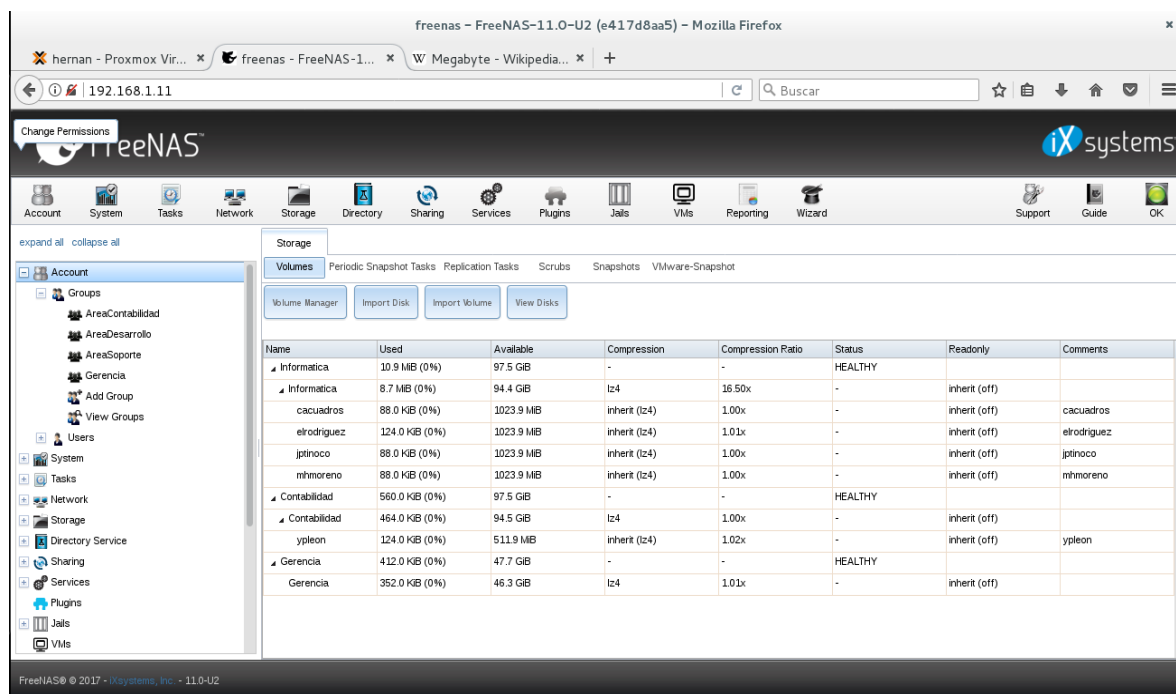 freenas - FreeNAS-11.0-U2 (e417d8aa5) - Mozilla Firefox
hernan - Proxmox Vir... freenas - FreeNAS-1... W Megabyte - Wikipedia...
192.168.1.11 Buscar
Change Permissions
FreeNAS™ iX systems
Account System Tasks Network Storage Directory Sharing Services Plugins Jails VMs Reporting Wizard Support Guide OK
expand all collapse all
Account
Groups
AreaContabilidad
AreaDesarrollo
AreaSoporte
Gerencia
Add Group
View Groups
Users
System
Tasks
Network
Storage
Directory Service
Sharing
Services
Plugins
Jails
VMs
Storage
Volumes Periodic Snapshot Tasks Replication Tasks Scrubs Snapshots VMware-Snapshot
Volume Manager Import Disk Import Volume View Disks
Name Used Available Compression Compression Ratio Status Readonly Comments
Informatica 10.9 MiB (0%) 97.5 GiB - - HEALTHY
Informatica 8.7 MiB (0%) 94.4 GiB lz4 16.50x - inherit (off)
cacuadros 88.0 KiB (0%) 1023.9 MiB inherit (lz4) 1.00x - inherit (off) cacuadros
elrodriguez 124.0 KiB (0%) 1023.9 MiB inherit (lz4) 1.01x - inherit (off) elrodriguez
jptinoco 88.0 KiB (0%) 1023.9 MiB inherit (lz4) 1.00x - inherit (off) jptinoco
mhmoreno 88.0 KiB (0%) 1023.9 MiB inherit (lz4) 1.00x - inherit (off) mhmoreno
Contabilidad 560.0 KiB (0%) 97.5 GiB - - HEALTHY
Contabilidad 464.0 KiB (0%) 94.5 GiB lz4 1.00x - inherit (off)
ypleon 124.0 KiB (0%) 511.9 MiB inherit (lz4) 1.02x - inherit (off) ypleon
Gerencia 412.0 KiB (0%) 47.7 GiB - - HEALTHY
Gerencia 352.0 KiB (0%) 46.3 GiB lz4 1.01x - inherit (off)
FreeNAS® © 2017 - iXsystems, Inc. - 11.0-U2